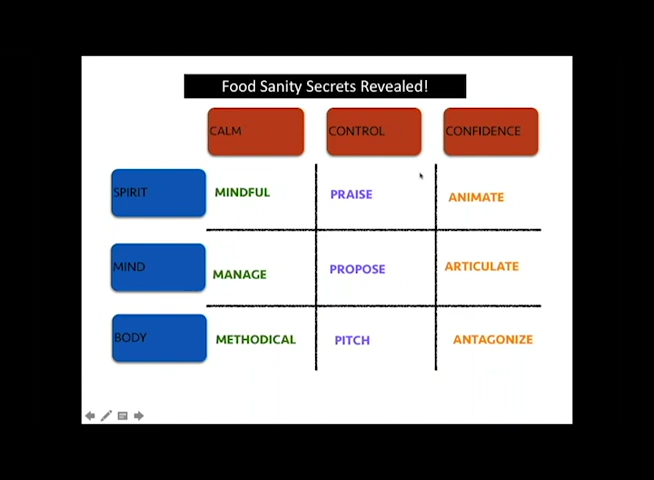 Food Sanity Secrets Revealed!
CALM CONTROL CONFIDENCE
SPIRIT MINDFUL PRAISE ANIMATE
MIND MANAGE PROPOSE ARTICULATE
BODY METHODICAL PITCH ANTAGONIZE